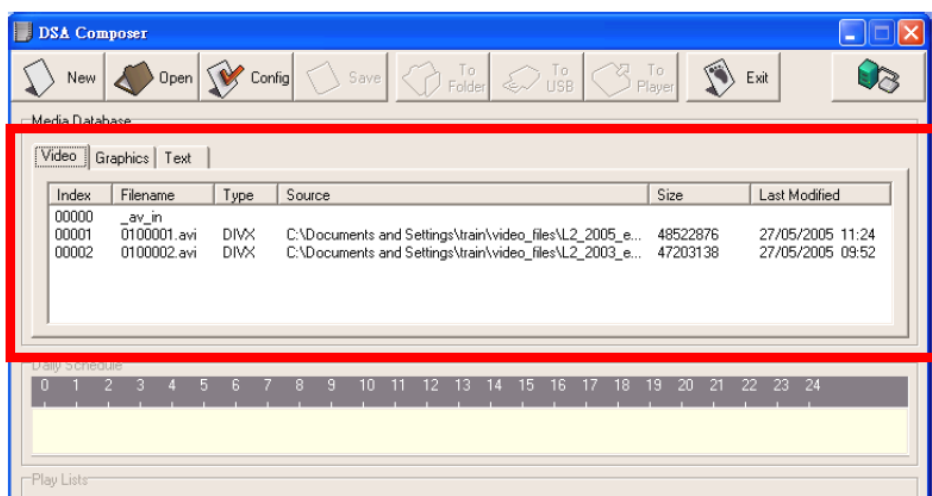 DSA Composer
New Open Config Save To Folder To USB To Player Exit
Media Database
Video Graphics Text
Index Filename Type Source Size Last Modified
00000 _av_in
00001 0100001.avi DIVX C:\Documents and Settings\train\video_files\L2_2005_e... 48522876 27/05/2005 11:24
00002 0100002.avi DIVX C:\Documents and Settings\train\video_files\L2_2003_e... 47203138 27/05/2005 09:52
Daily Schedule
0 1 2 3 4 5 6 7 8 9 10 11 12 13 14 15 16 17 18 19 20 21 22 23 24
Play Lists